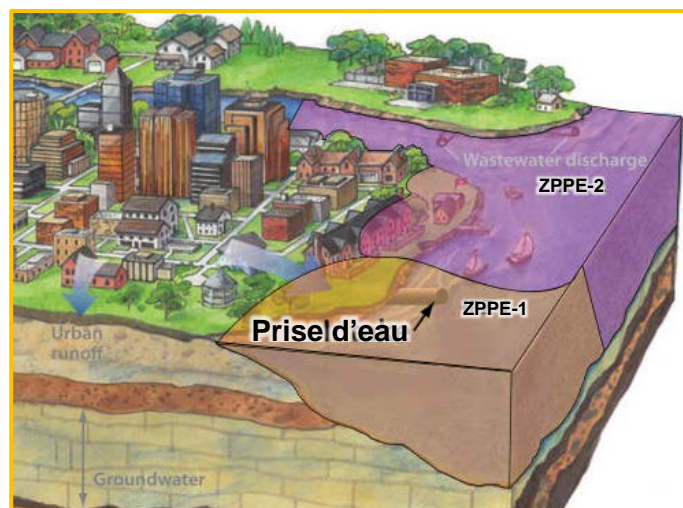 Wastewater discharge
ZPPE-2
ZPPE-1
Prise d'eau
Urban
runoff
Groundwater